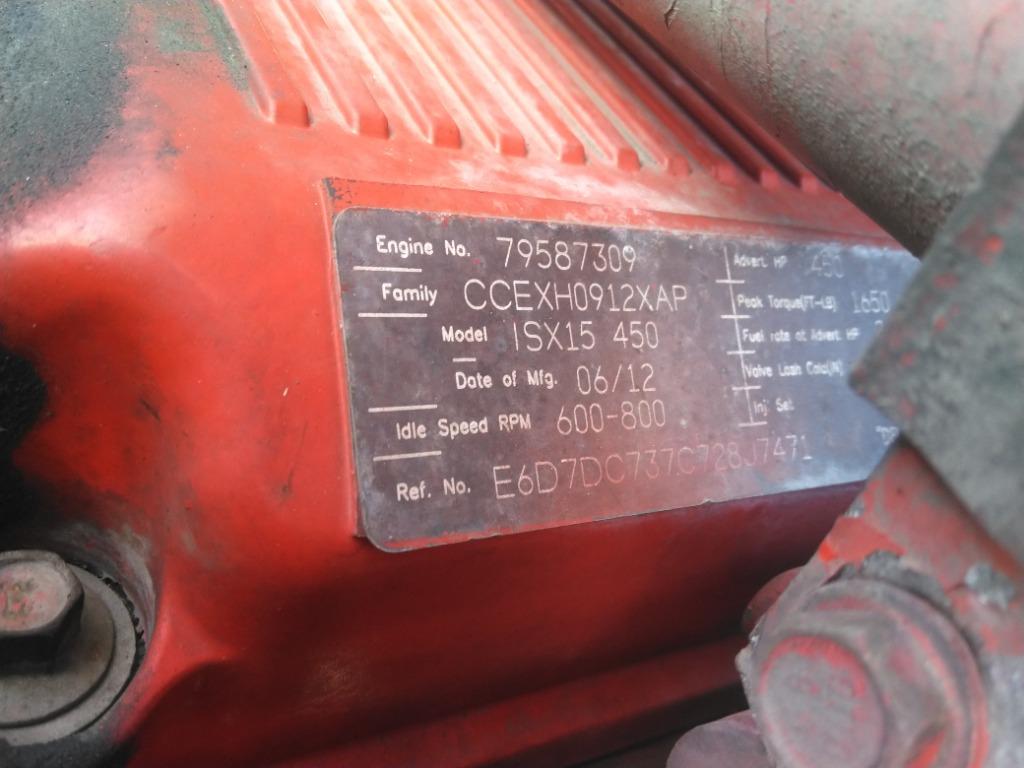 Engine No. 79587309
Family CCEXH0912XAP
Model ISX15 450
Date of Mfg. 06/12
Idle Speed RPM 600-800
Ref. No. E6D7DC737C728J7471
Advert. HP 450
Peak Torque(FT-LB) 1650
Fuel rate at Advert. HP
Valve Lash Cold(IN)
Inj Set